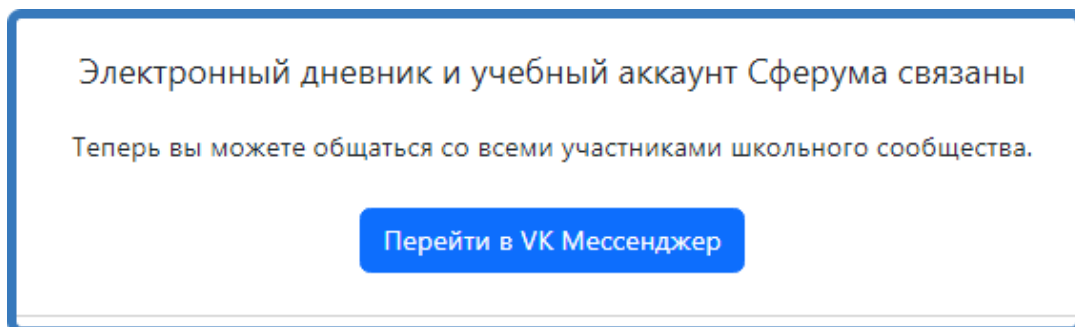 Электронный дневник и учебный аккаунт Сферума связаны
Теперь вы можете общаться со всеми участниками школьного сообщества.
Перейти в VK Мессенджер